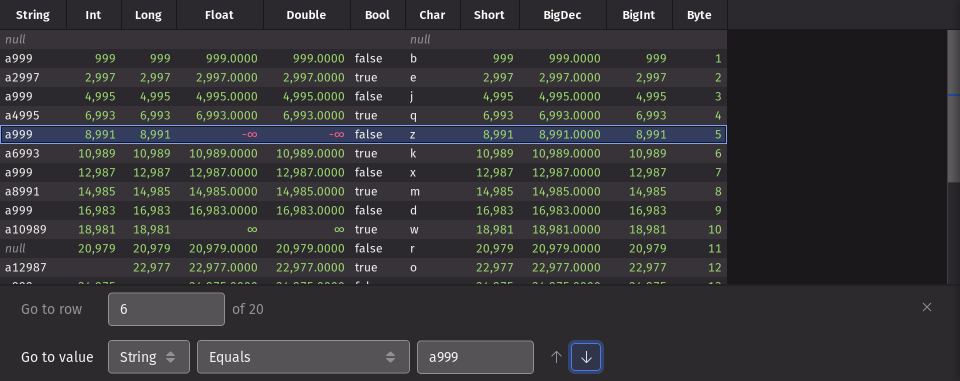 String Int Long Float Double Bool Char Short BigDec BigInt Byte
null null
a999 999 999 999.0000 999.0000 false b 999 999.0000 999 1
a2997 2,997 2,997 2,997.0000 2,997.0000 true e 2,997 2,997.0000 2,997 2
a999 4,995 4,995 4,995.0000 4,995.0000 false j 4,995 4,995.0000 4,995 3
a4995 6,993 6,993 6,993.0000 6,993.0000 true q 6,993 6,993.0000 6,993 4
a999 8,991 8,991 -∞ -∞ false z 8,991 8,991.0000 8,991 5
a6993 10,989 10,989 10,989.0000 10,989.0000 true k 10,989 10,989.0000 10,989 6
a999 12,987 12,987 12,987.0000 12,987.0000 false x 12,987 12,987.0000 12,987 7
a8991 14,985 14,985 14,985.0000 14,985.0000 true m 14,985 14,985.0000 14,985 8
a999 16,983 16,983 16,983.0000 16,983.0000 false d 16,983 16,983.0000 16,983 9
a10989 18,981 18,981 ∞ ∞ true w 18,981 18,981.0000 18,981 10
null 20,979 20,979 20,979.0000 20,979.0000 false r 20,979 20,979.0000 20,979 11
a12987 22,977 22,977.0000 22,977.0000 true o 22,977 22,977.0000 22,977 12
Go to row 6 of 20
Go to value String Equals a999